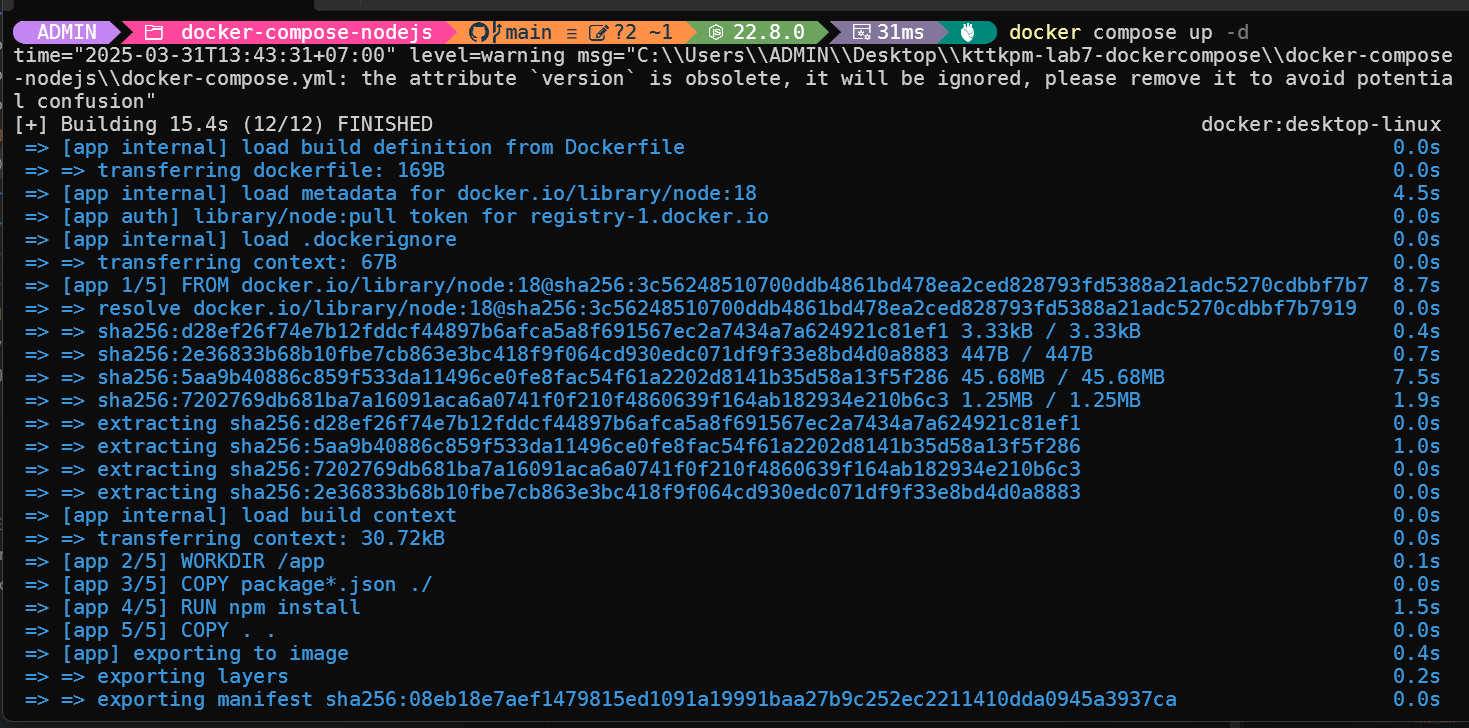 ADMIN docker-compose-nodejs main ≡ ?2 ~1 22.8.0 31ms docker compose up -d
time="2025-03-31T13:43:31+07:00" level=warning msg="C:\\Users\\ADMIN\\Desktop\\kttkpm-lab7-dockercompose\\docker-compose
-nodejs\\docker-compose.yml: the attribute `version` is obsolete, it will be ignored, please remove it to avoid potentia
l confusion"
[+] Building 15.4s (12/12) FINISHED docker:desktop-linux
=> [app internal] load build definition from Dockerfile 0.0s
=> => transferring dockerfile: 169B 0.0s
=> [app internal] load metadata for docker.io/library/node:18 4.5s
=> [app auth] library/node:pull token for registry-1.docker.io 0.0s
=> [app internal] load .dockerignore 0.0s
=> => transferring context: 67B 0.0s
=> [app 1/5] FROM docker.io/library/node:18@sha256:3c56248510700ddb4861bd478ea2ced828793fd5388a21adc5270cdbbf7b7 8.7s
=> => resolve docker.io/library/node:18@sha256:3c56248510700ddb4861bd478ea2ced828793fd5388a21adc5270cdbbf7b7919 0.0s
=> => sha256:d28ef26f74e7b12fddcf44897b6afca5a8f691567ec2a7434a7a624921c81ef1 3.33kB / 3.33kB 0.4s
=> => sha256:2e36833b68b10fbe7cb863e3bc418f9f064cd930edc071df9f33e8bd4d0a8883 447B / 447B 0.7s
=> => sha256:5aa9b40886c859f533da11496ce0fe8fac54f61a2202d8141b35d58a13f5f286 45.68MB / 45.68MB 7.5s
=> => sha256:7202769db681ba7a16091aca6a0741f0f210f4860639f164ab182934e210b6c3 1.25MB / 1.25MB 1.9s
=> => extracting sha256:d28ef26f74e7b12fddcf44897b6afca5a8f691567ec2a7434a7a624921c81ef1 0.0s
=> => extracting sha256:5aa9b40886c859f533da11496ce0fe8fac54f61a2202d8141b35d58a13f5f286 1.0s
=> => extracting sha256:7202769db681ba7a16091aca6a0741f0f210f4860639f164ab182934e210b6c3 0.0s
=> => extracting sha256:2e36833b68b10fbe7cb863e3bc418f9f064cd930edc071df9f33e8bd4d0a8883 0.0s
=> [app internal] load build context 0.0s
=> => transferring context: 30.72kB 0.0s
=> [app 2/5] WORKDIR /app 0.1s
=> [app 3/5] COPY package*.json ./ 0.0s
=> [app 4/5] RUN npm install 1.5s
=> [app 5/5] COPY . . 0.0s
=> [app] exporting to image 0.4s
=> => exporting layers 0.2s
=> => exporting manifest sha256:08eb18e7aef1479815ed1091a19991baa27b9c252ec2211410dda0945a3937ca 0.0s